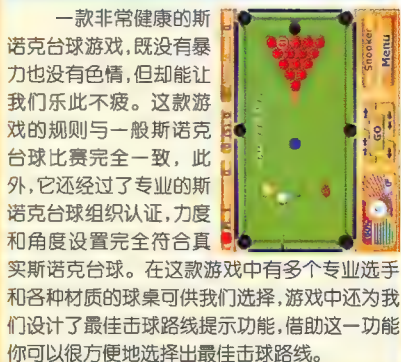 一款非常健康的斯
诺克台球游戏,既没有暴
力也没有色情,但却能让
我们乐此不疲。这款游
戏的规则与一般斯诺克
台球比赛完全一致，此
外,它还经过了专业的斯
诺克台球组织认证,力度
和角度设置完全符合真
实斯诺克台球。在这款游戏中有多个专业选手
和各种材质的球桌可供我们选择,游戏中还为我
们设计了最佳击球路线提示功能,借助这一功能
你可以很方便地选择出最佳击球路线。
Snooker
Menu
GO